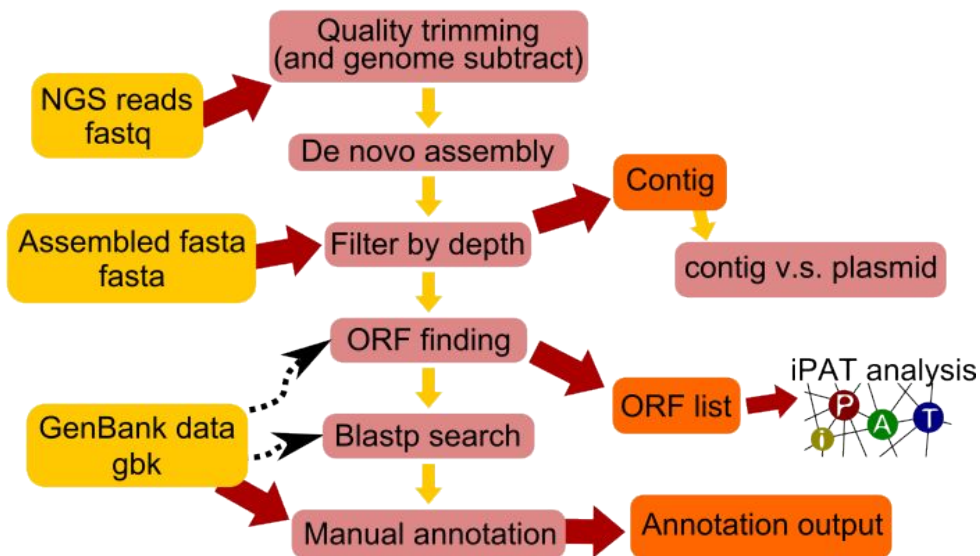 Quality trimming
(and genome subtract)
NGS reads
fastq
De novo assembly
Contig
Assembled fasta
fasta
Filter by depth
contig v.s. plasmid
ORF finding
iPAT analysis
ORF list
i P A T
GenBank data
gbk
Blastp search
Manual annotation
Annotation output